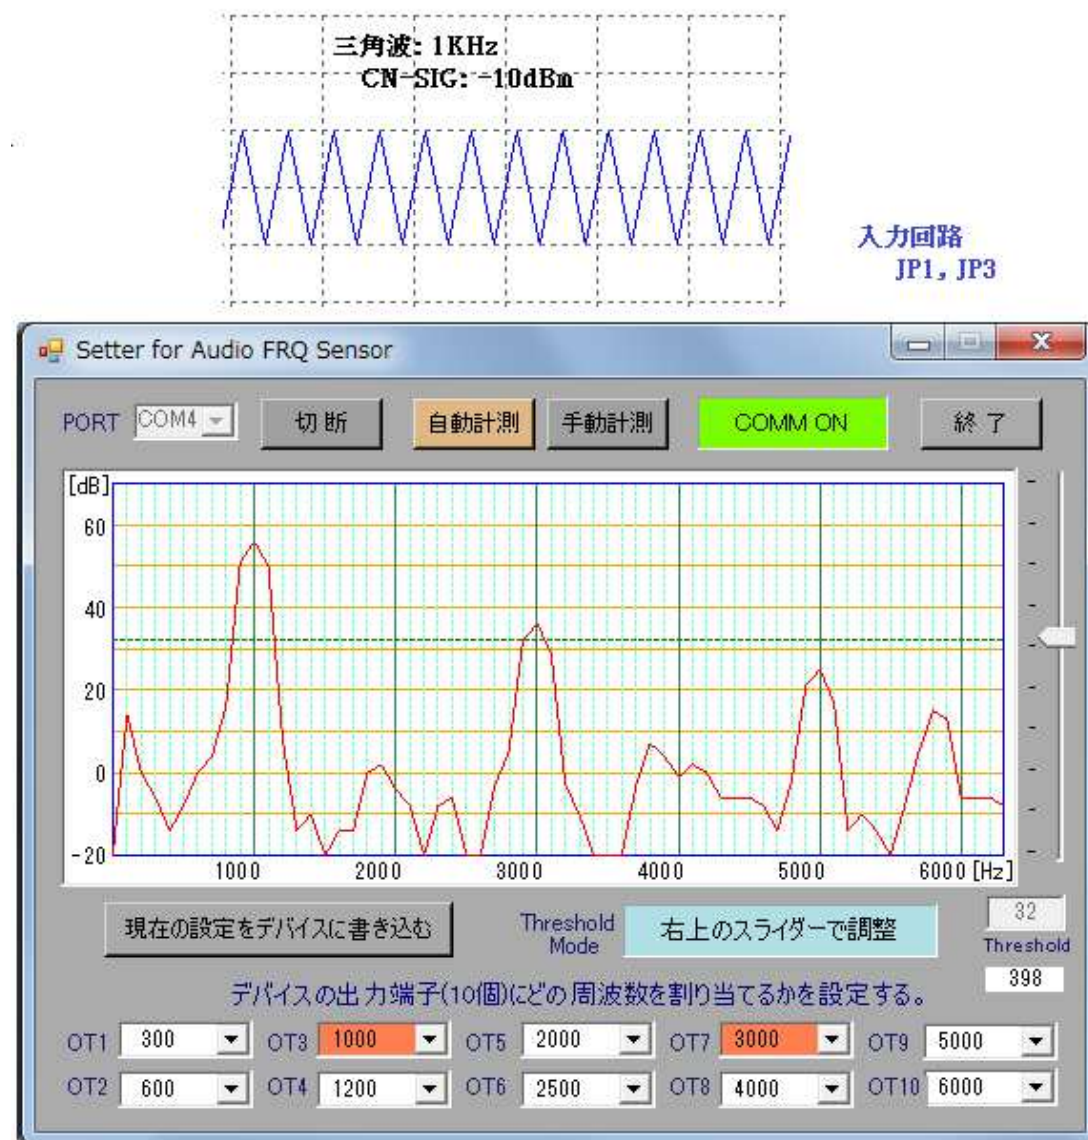 三角波: 1KHz
CN-SIG: -10dBm
入力回路
JP1, JP3
Setter for Audio FRQ Sensor
PORT COM4 切断 自動計測 手動計測 COMM ON 終了
[dB]
60
40
20
0
-20
1000 2000 3000 4000 5000 6000 [Hz]
現在の設定をデバイスに書き込む Threshold Mode 右上のスライダーで調整 32
Threshold
398
デバイスの出力端子(10個)にどの周波数を割り当てるかを設定する。
OT1 300 OT3 1000 OT5 2000 OT7 3000 OT9 5000
OT2 600 OT4 1200 OT6 2500 OT8 4000 OT10 6000